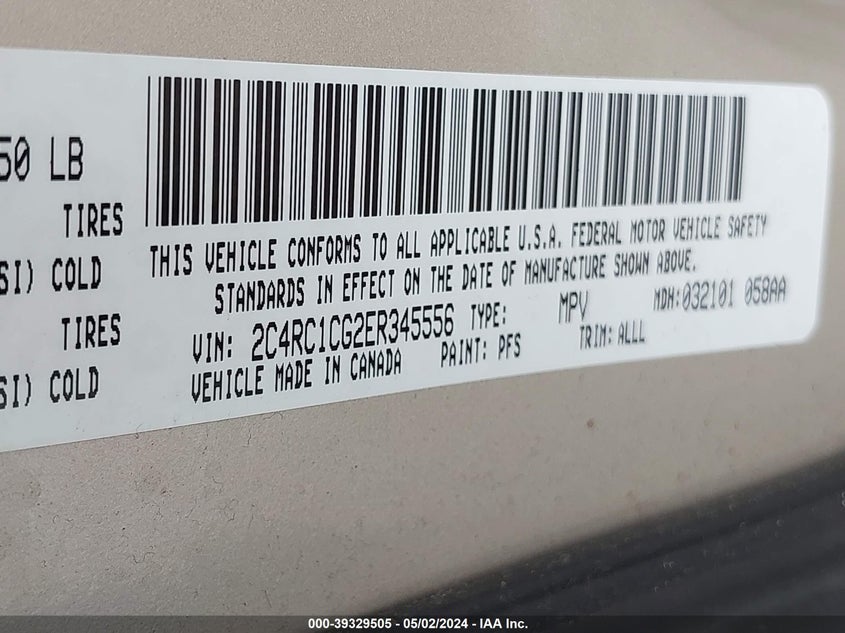 50 LB
TIRES
SI) COLD
TIRES
SI) COLD
THIS VEHICLE CONFORMS TO ALL APPLICABLE U.S.A. FEDERAL MOTOR VEHICLE SAFETY
STANDARDS IN EFFECT ON THE DATE OF MANUFACTURE SHOWN ABOVE.
VIN: 2C4RC1CG2ER345556 TYPE: MPV MDH:032101 058AA
VEHICLE MADE IN CANADA PAINT: PFS TRIM:ALLL
000-39329505 - 05/02/2024 - IAA Inc.